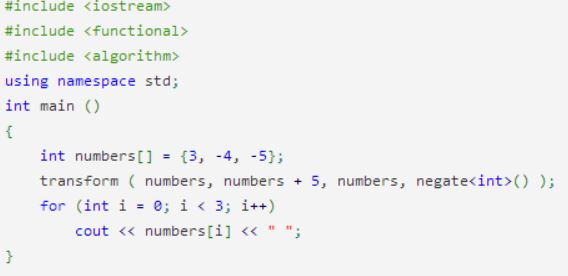 #include <iostream>
#include <functional>
#include <algorithm>
using namespace std;
int main ()
{
    int numbers[] = {3, -4, -5};
    transform ( numbers, numbers + 5, numbers, negate<int>() );
    for (int i = 0; i < 3; i++)
        cout << numbers[i] << " ";
}